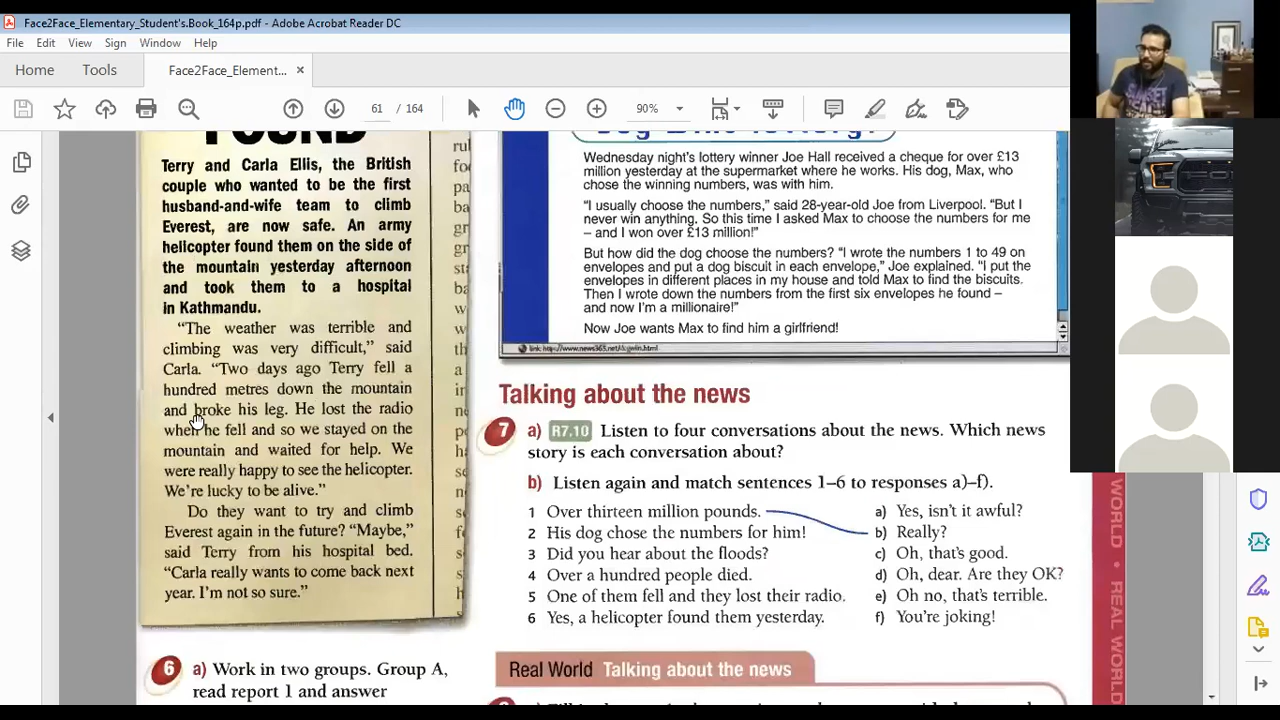 Face2Face_Elementary_Student's.Book_164p.pdf - Adobe Acrobat Reader DC
File Edit View Sign Window Help
Home Tools Face2Face_Element... ×
61 / 164 90%
FOUND
Terry and Carla Ellis, the British
couple who wanted to be the first
husband-and-wife team to climb
Everest, are now safe. An army
helicopter found them on the side of
the mountain yesterday afternoon
and took them to a hospital
in Kathmandu.
"The weather was terrible and
climbing was very difficult," said
Carla. "Two days ago Terry fell a
hundred metres down the mountain
and broke his leg. He lost the radio
when he fell and so we stayed on the
mountain and waited for help. We
were really happy to see the helicopter.
We're lucky to be alive."
Do they want to try and climb
Everest again in the future? "Maybe,"
said Terry from his hospital bed.
"Carla really wants to come back next
year. I'm not so sure."
Wednesday night's lottery winner Joe Hall received a cheque for over £13
million yesterday at the supermarket where he works. His dog, Max, who
chose the winning numbers, was with him.
"I usually choose the numbers," said 28-year-old Joe from Liverpool. "But I
never win anything. So this time I asked Max to choose the numbers for me
– and I won over £13 million!"
But how did the dog choose the numbers? "I wrote the numbers 1 to 49 on
envelopes and put a dog biscuit in each envelope," Joe explained. "I put the
envelopes in different places in my house and told Max to find the biscuits.
Then I wrote down the numbers from the first six envelopes he found –
and now I'm a millionaire!"
Now Joe wants Max to find him a girlfriend!
Talking about the news
7 a) R7.10 Listen to four conversations about the news. Which news
story is each conversation about?
b) Listen again and match sentences 1–6 to responses a)–f).
1 Over thirteen million pounds. a) Yes, isn't it awful?
2 His dog chose the numbers for him! b) Really?
3 Did you hear about the floods? c) Oh, that's good.
4 Over a hundred people died. d) Oh, dear. Are they OK?
5 One of them fell and they lost their radio. e) Oh no, that's terrible.
6 Yes, a helicopter found them yesterday. f) You're joking!
6 a) Work in two groups. Group A,
read report 1 and answer
Real World Talking about the news
WORLD • REAL WORLD